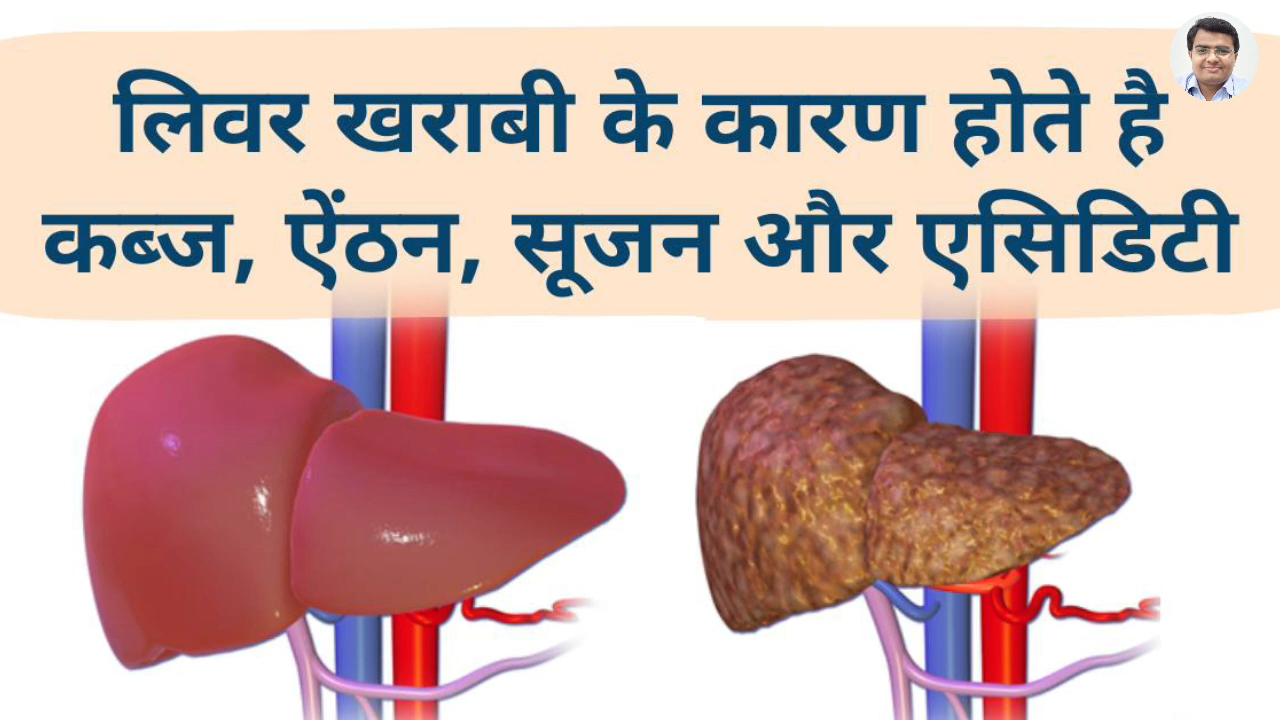 लिवर खराबी के कारण होते है
कब्ज, ऐंठन, सूजन और एसिडिटी